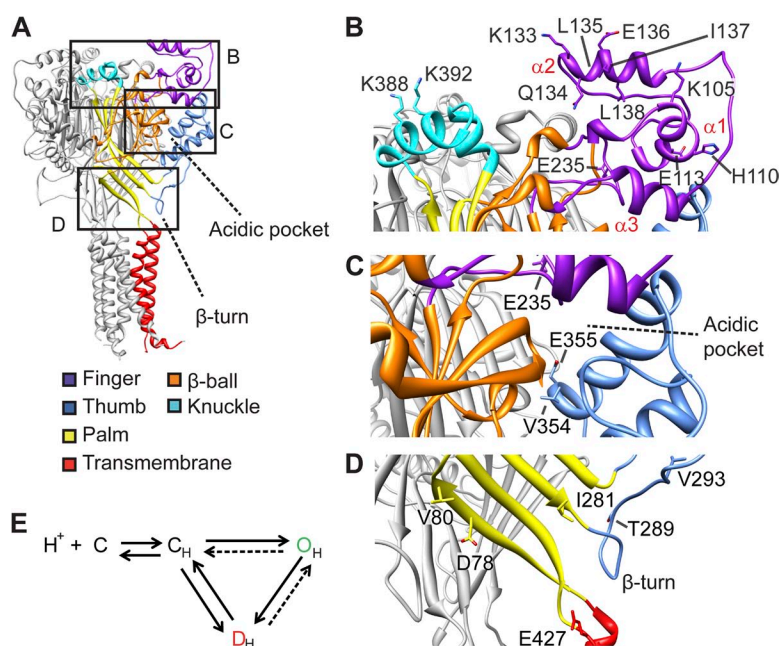 A
B
C
D
Acidic pocket
β-turn
Finger
β-ball
Thumb
Knuckle
Palm
Transmembrane
B
K133
L135
E136
I137
α2
K388
K392
Q134
L138
K105
α1
E235
E113
H110
α3
C
E235
E355
Acidic
pocket
V354
D
V80
I281
V293
T289
D78
β-turn
E427
E
H+ + C CH OH
DH